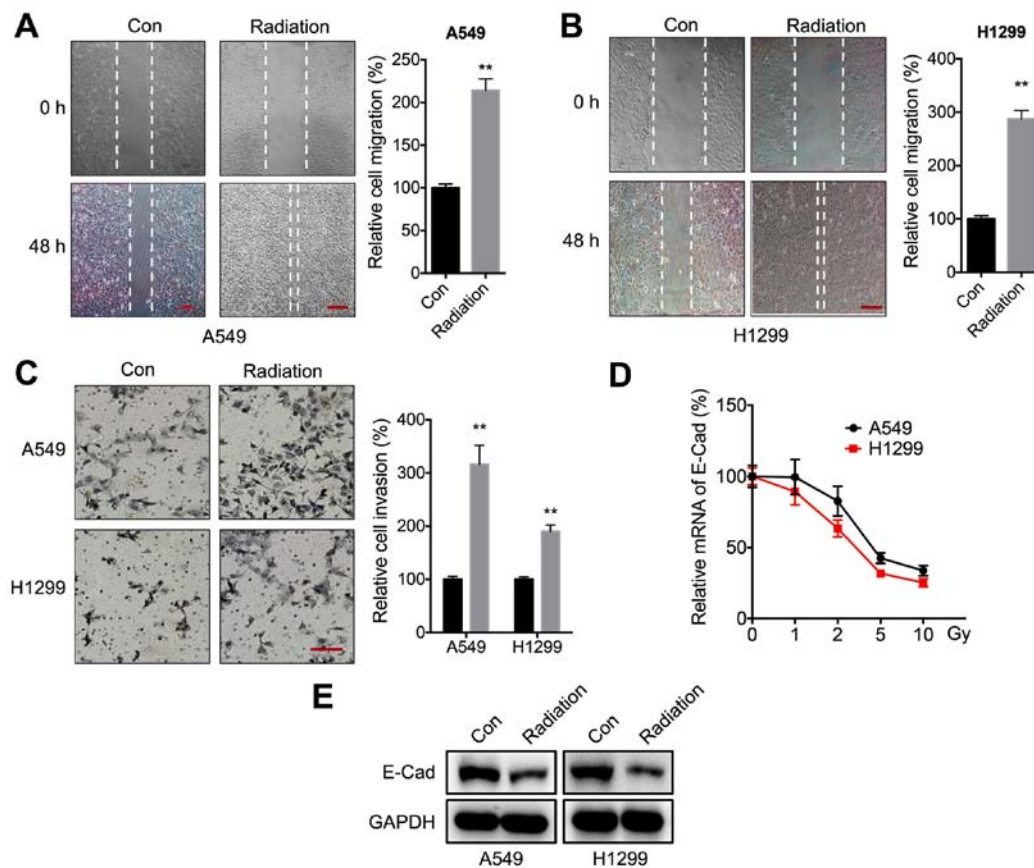 A
Con
Radiation
0 h
48 h
A549
A549
Relative cell migration (%)
250
200
150
100
50
0
**
Con
Radiation
B
Con
Radiation
0 h
48 h
H1299
H1299
Relative cell migration (%)
400
300
200
100
0
**
Con
Radiation
C
Con
Radiation
A549
H1299
Relative cell invasion (%)
400
300
200
100
0
**
**
A549
H1299
D
Relative mRNA of E-Cad (%)
150
100
50
0
A549
H1299
0 1 2 5 10 Gy
E
Con
Radiation
Con
Radiation
E-Cad
GAPDH
A549
H1299